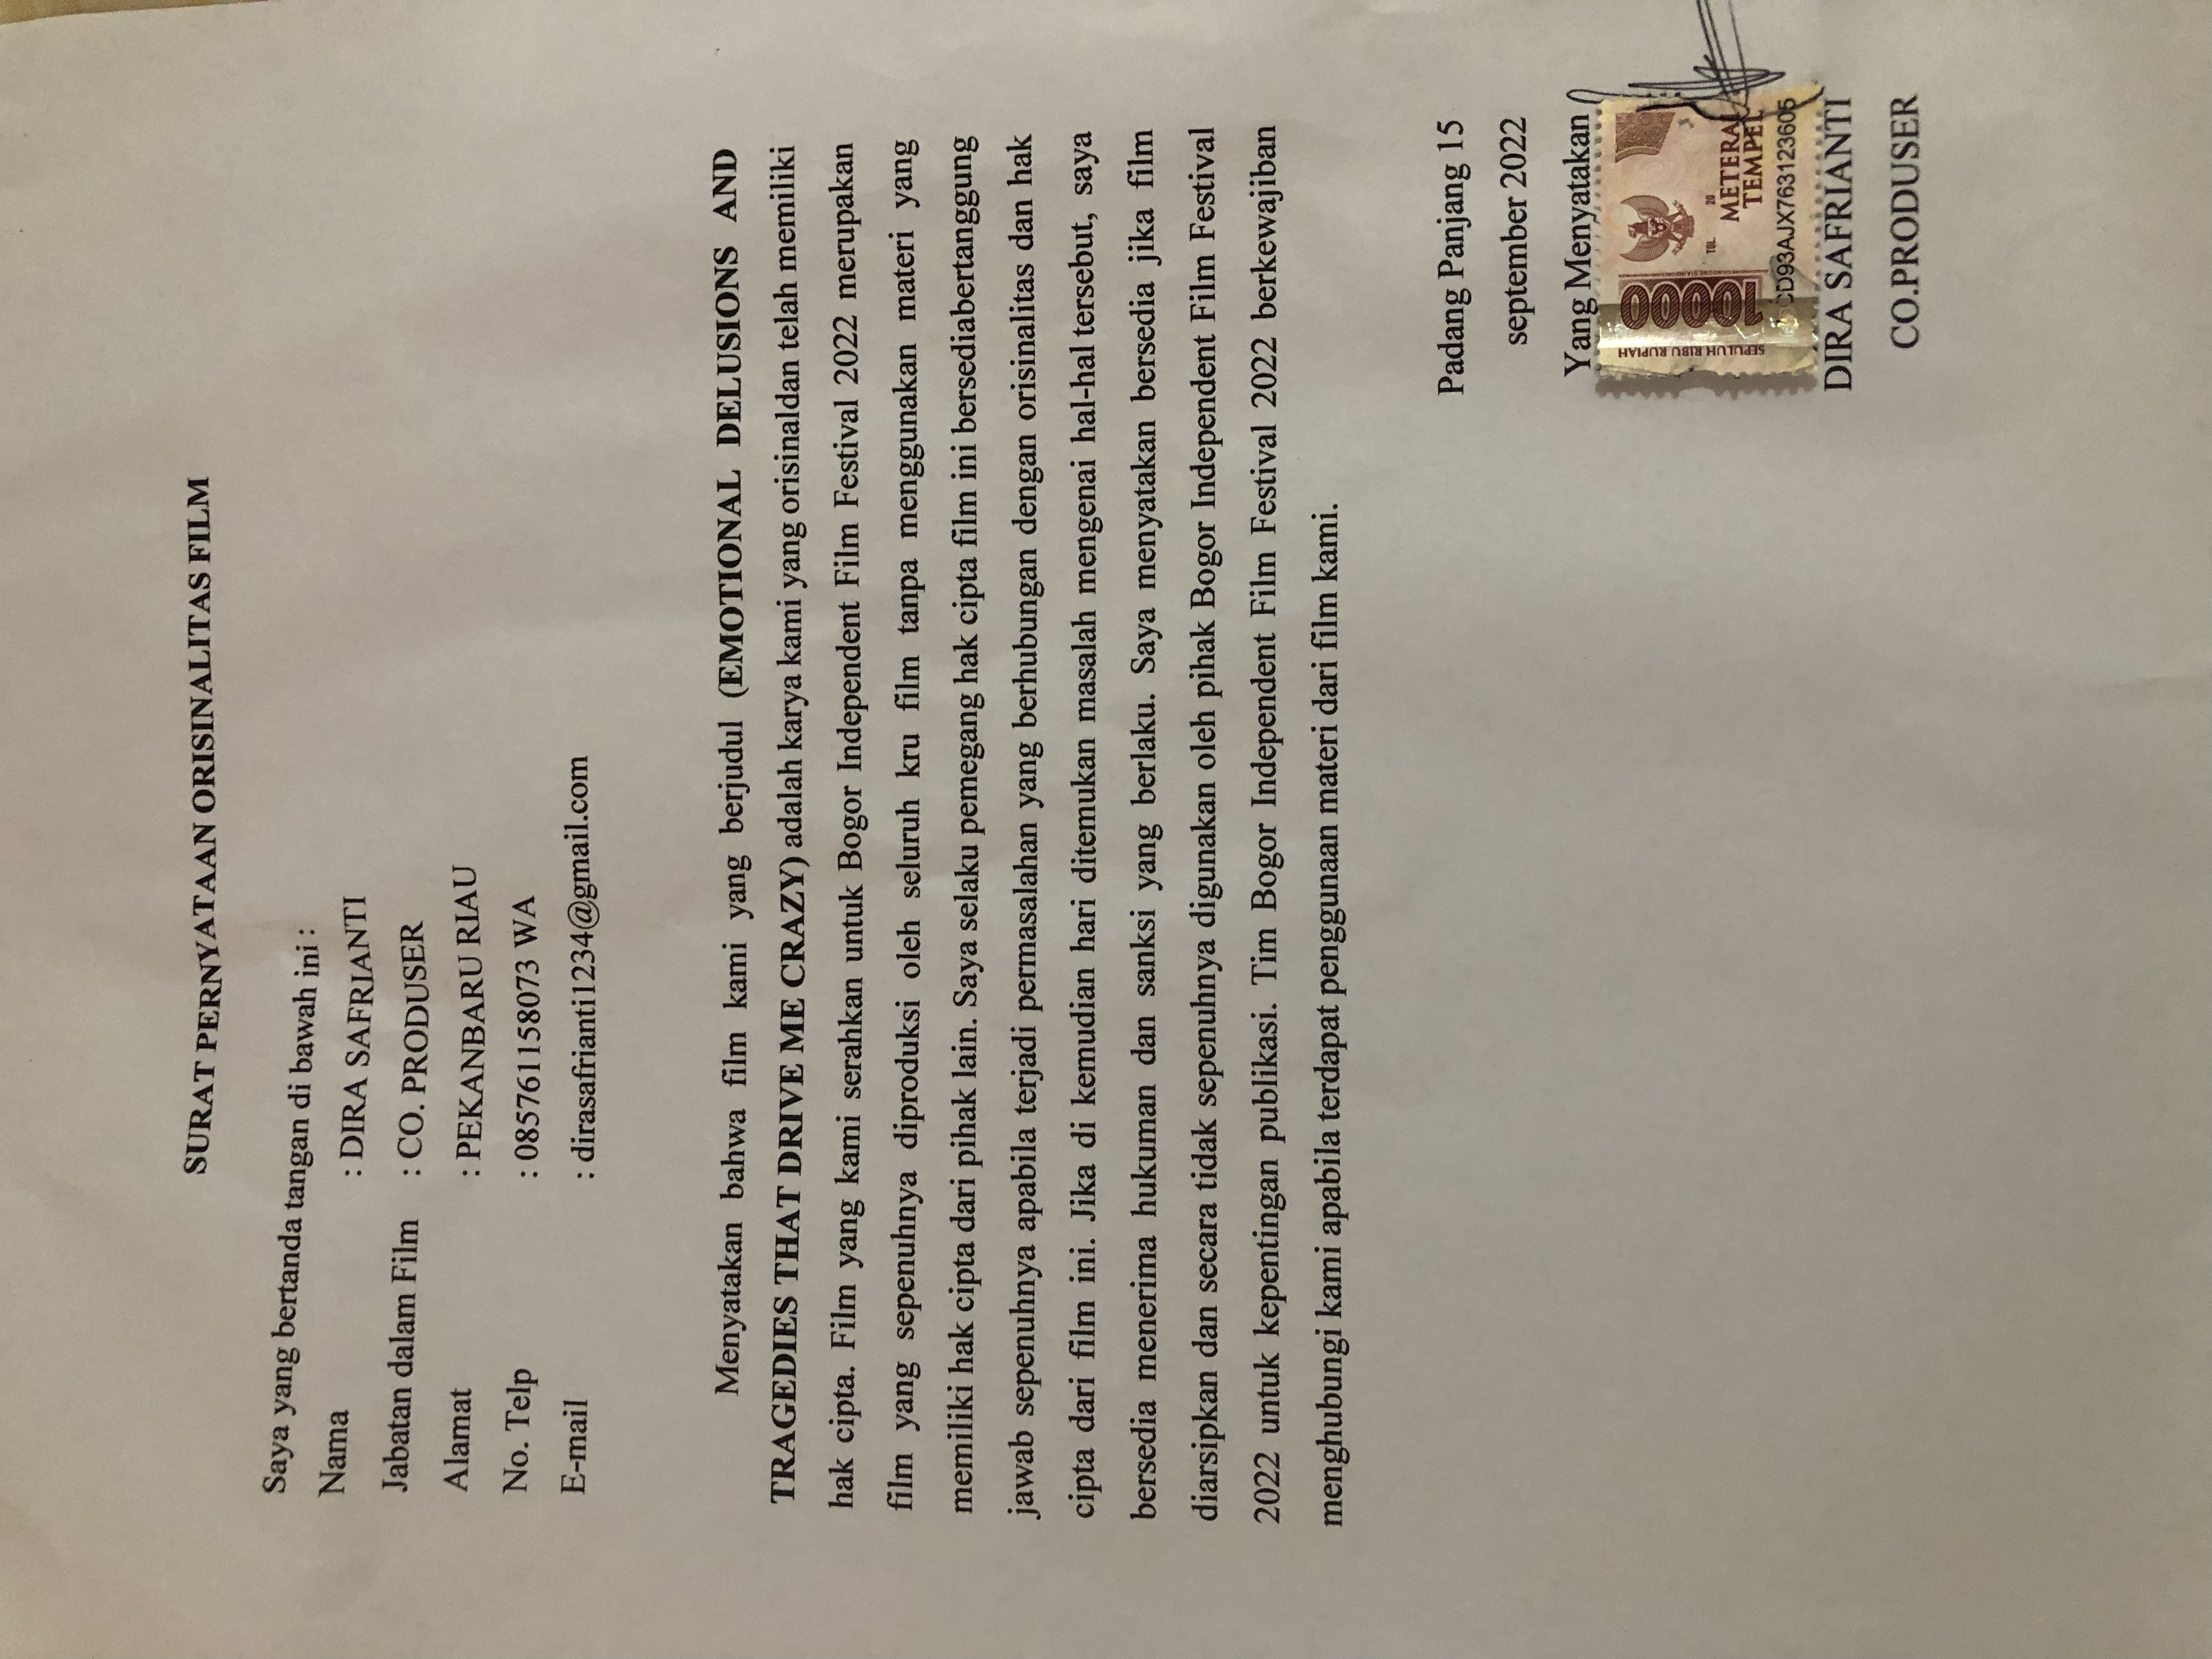 SURAT PERNYATAAN ORISINALITAS FILM
Saya yang bertanda tangan di bawah ini :
Nama : DIRA SAFRIANTI
Jabatan dalam Film : CO. PRODUSER
Alamat : PEKANBARU RIAU
No. Telp : 085761158073 WA
E-mail : dirasafrianti1234@gmail.com
Menyatakan bahwa film kami yang berjudul (EMOTIONAL DELUSIONS AND
TRAGEDIES THAT DRIVE ME CRAZY) adalah karya kami yang orisinaldan telah memiliki
hak cipta. Film yang kami serahkan untuk Bogor Independent Film Festival 2022 merupakan
film yang sepenuhnya diproduksi oleh seluruh kru film tanpa menggunakan materi yang
memiliki hak cipta dari pihak lain. Saya selaku pemegang hak cipta film ini bersediabertanggung
jawab sepenuhnya apabila terjadi permasalahan yang berhubungan dengan orisinalitas dan hak
cipta dari film ini. Jika di kemudian hari ditemukan masalah mengenai hal-hal tersebut, saya
bersedia menerima hukuman dan sanksi yang berlaku. Saya menyatakan bersedia jika film
diarsipkan dan secara tidak sepenuhnya digunakan oleh pihak Bogor Independent Film Festival
2022 untuk kepentingan publikasi. Tim Bogor Independent Film Festival 2022 berkewajiban
menghubungi kami apabila terdapat penggunaan materi dari film kami.
Padang Panjang 15
september 2022
Yang Menyatakan
SEPULUH RIBU RUPIAH
10000
TGL. 20
METERAI
TEMPEL
CD93AJX763123605
DIRA SAFRIANTI
CO.PRODUSER